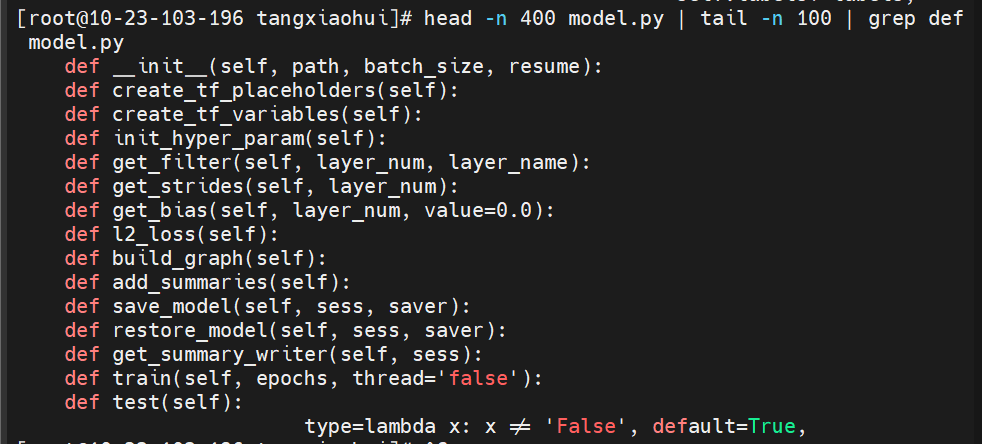 [root@10-23-103-196 tangxiaohui]# head -n 400 model.py | tail -n 100 | grep def
model.py
def __init__(self, path, batch_size, resume):
def create_tf_placeholders(self):
def create_tf_variables(self):
def init_hyper_param(self):
def get_filter(self, layer_num, layer_name):
def get_strides(self, layer_num):
def get_bias(self, layer_num, value=0.0):
def l2_loss(self):
def build_graph(self):
def add_summaries(self):
def save_model(self, sess, saver):
def restore_model(self, sess, saver):
def get_summary_writer(self, sess):
def train(self, epochs, thread='false'):
def test(self):
type=lambda x: x != 'False', default=True,